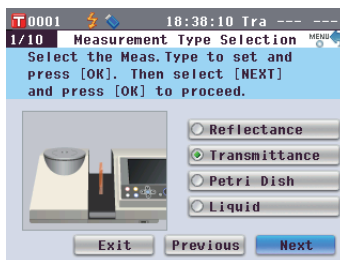 T 0001 18:38:10 Tra --- ---
1/10 Measurement Type Selection MENU
Select the Meas.Type to set and
press [OK]. Then select [NEXT]
and press [OK] to proceed.
Reflectance
Transmittance
Petri Dish
Liquid
Exit Previous Next